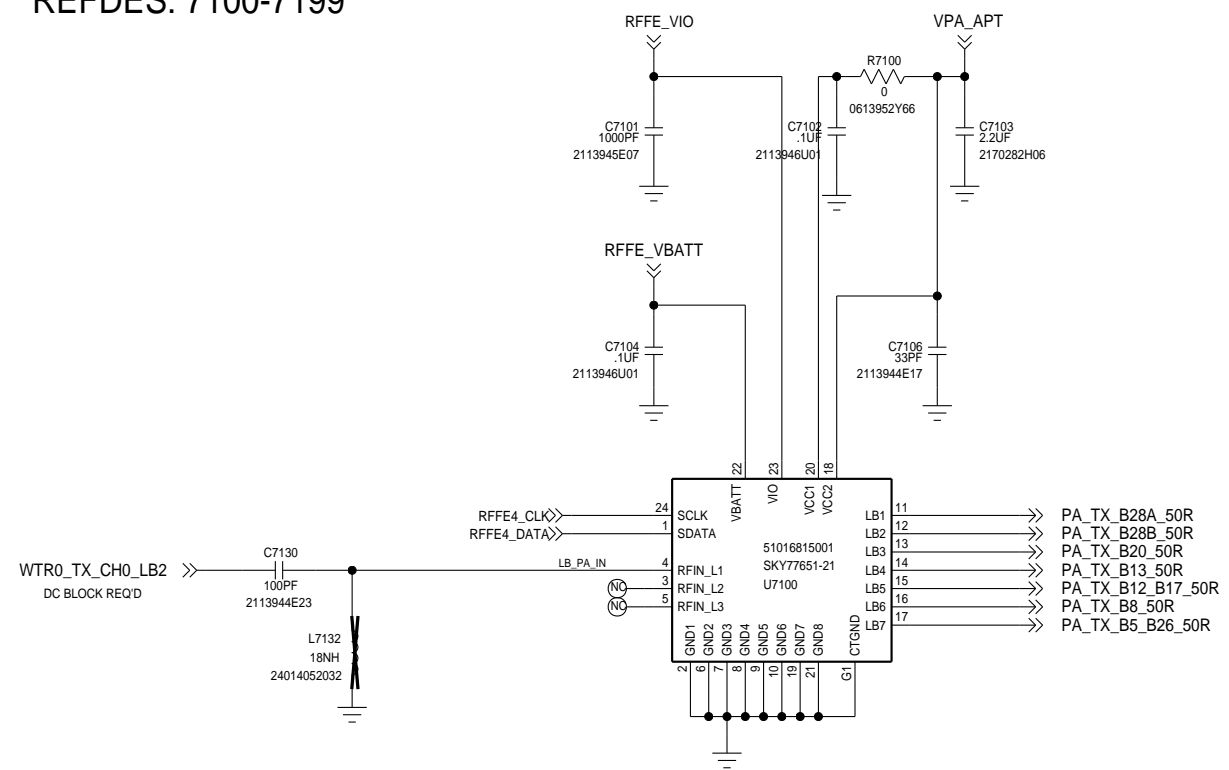 REFDES: 7100-7199
RFFE_VIO
VPA_APT
R7100
0
0613952Y66
C7101
1000PF
2113945E07
C7102
.1UF
2113946U01
C7103
2.2UF
2170282H06
RFFE_VBATT
C7104
.1UF
2113946U01
C7106
33PF
2113944E17
22
23
20
18
VBATT
VIO
VCC1
VCC2
RFFE4_CLK
24
SCLK
RFFE4_DATA
1
SDATA
LB1
11
PA_TX_B28A_50R
LB2
12
PA_TX_B28B_50R
LB3
13
PA_TX_B20_50R
LB4
14
PA_TX_B13_50R
LB5
15
PA_TX_B12_B17_50R
LB6
16
PA_TX_B8_50R
LB7
17
PA_TX_B5_B26_50R
51016815001
SKY77651-21
U7100
WTR0_TX_CH0_LB2
DC BLOCK REQ'D
C7130
100PF
2113944E23
LB_PA_IN
4
RFIN_L1
NC
3
RFIN_L2
NC
5
RFIN_L3
L7132
18NH
24014052032
GND1
GND2
GND3
GND4
GND5
GND6
GND7
GND8
CTGND
2
6
7
8
9
10
19
21
G1